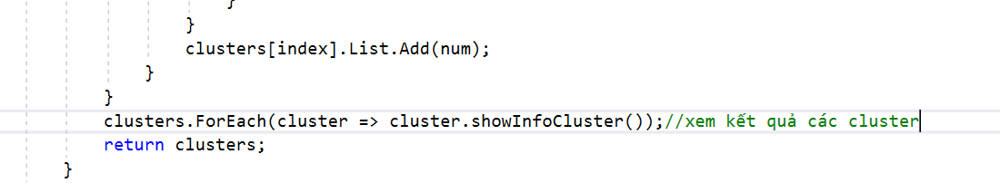 }
}
clusters[index].List.Add(num);
}
}
clusters.ForEach(cluster => cluster.showInfoCluster());//xem kết quả các cluster
return clusters;
}